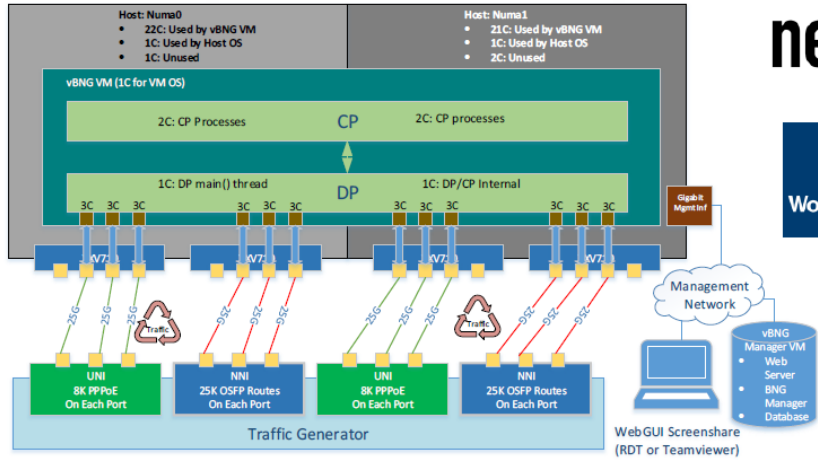 Host: Numa0
• 22C: Used by vBNG VM
• 1C: Used by Host OS
• 1C: Unused
Host: Numa1
• 21C: Used by vBNG VM
• 1C: Used by Host OS
• 2C: Unused
vBNG VM (1C for VM OS)
2C: CP Processes
CP
2C: CP processes
1C: DP main() thread
DP
1C: DP/CP Internal
3C 3C 3C
3C 3C 3C
3C 3C 3C
3C 3C 3C
Gigabit
Mgmt Inf
25G 25G 25G
25G 25G 25G
25G 25G 25G
25G 25G 25G
Traffic
Traffic
UNI
8K PPPoE
On Each Port
NNI
25K OSFP Routes
On Each Port
UNI
8K PPPoE
On Each Port
NNI
25K OSFP Routes
On Each Port
Traffic Generator
Management
Network
vBNG
Manager VM
• Web
Server
• BNG
Manager
• Database
WebGUI Screenshare
(RDT or Teamviewer)
ne
Wo